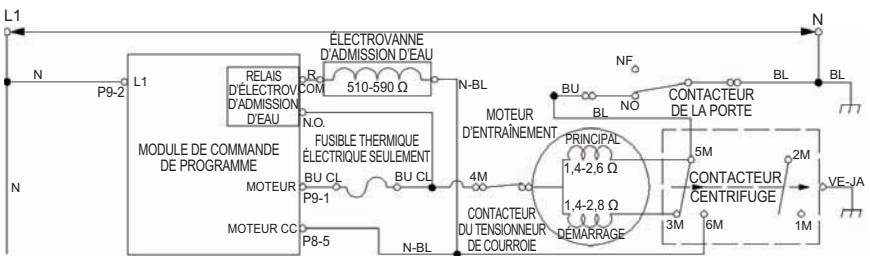 L1
N
ÉLECTROVANNE
D'ADMISSION D'EAU
N
P9-2
L1
RELAIS
D'ÉLECTROV.
D'ADMISSION
D'EAU
R
COM
510-590 Ω
N-BL
N.O.
NF
BU
NO
BL
BL
BL
CONTACTEUR
DE LA PORTE
MODULE DE COMMANDE
DE PROGRAMME
FUSIBLE THERMIQUE
ÉLECTRIQUE SEULEMENT
MOTEUR
D'ENTRAÎNEMENT
PRINCIPAL
1,4-2,6 Ω
5M
2M
N
MOTEUR
BU CL
P9-1
BU CL
4M
CONTACTEUR
CENTRIFUGE
VE-JA
CONTACTEUR
DU TENSIONNEUR
DE COURROIE
1,4-2,8 Ω
DÉMARRAGE
3M
6M
1M
MOTEUR CC
P8-5
N-BL